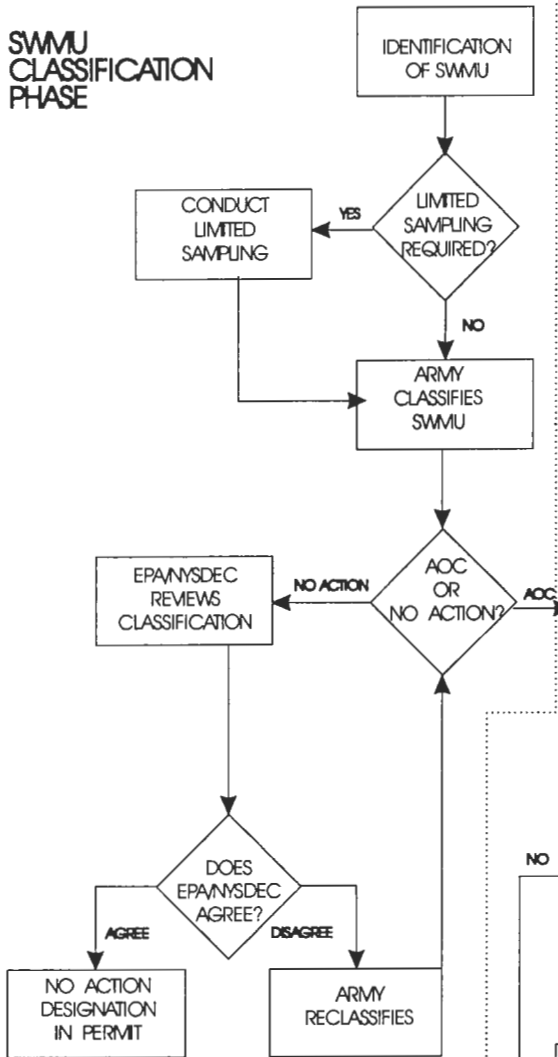 SWMU
CLASSIFICATION
PHASE
IDENTIFICATION
OF SWMU
LIMITED
SAMPLING
REQUIRED?
YES
CONDUCT
LIMITED
SAMPLING
NO
ARMY
CLASSIFIES
SWMU
AOC
OR
NO ACTION?
NO ACTION
AOC
EPA/NYSDEC
REVIEWS
CLASSIFICATION
DOES
EPA/NYSDEC
AGREE?
AGREE
DISAGREE
NO ACTION
DESIGNATION
IN PERMIT
ARMY
RECLASSIFIES
NO